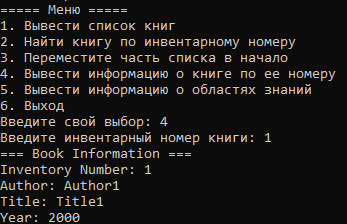 ===== Меню =====
1. Вывести список книг
2. Найти книгу по инвентарному номеру
3. Переместите часть списка в начало
4. Вывести информацию о книге по ее номеру
5. Вывести информацию о областях знаний
6. Выход
Введите свой выбор: 4
Введите инвентарный номер книги: 1
=== Book Information ===
Inventory Number: 1
Author: Author1
Title: Title1
Year: 2000